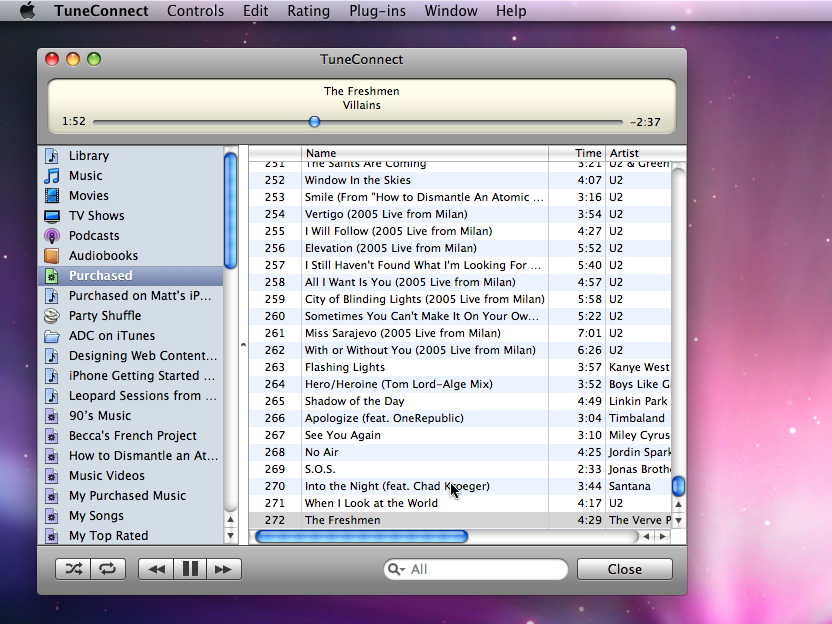 TuneConnect Controls Edit Rating Plug-ins Window Help
TuneConnect
The Freshmen
Villains
1:52 -2:37
Library
Music
Movies
TV Shows
Podcasts
Audiobooks
Purchased
Purchased on Matt's iP...
Party Shuffle
ADC on iTunes
Designing Web Content...
iPhone Getting Started ...
Leopard Sessions from ...
90's Music
Becca's French Project
How to Dismantle an At...
Music Videos
My Purchased Music
My Songs
My Top Rated
Name Time Artist
251 The Saints Are Coming 3:21 U2 & Green
252 Window In the Skies 4:07 U2
253 Smile (From "How to Dismantle An Atomic ... 3:16 U2
254 Vertigo (2005 Live from Milan) 3:54 U2
255 I Will Follow (2005 Live from Milan) 4:27 U2
256 Elevation (2005 Live from Milan) 5:52 U2
257 I Still Haven't Found What I'm Looking For ... 5:40 U2
258 All I Want Is You (2005 Live from Milan) 4:57 U2
259 City of Blinding Lights (2005 Live from Milan) 5:58 U2
260 Sometimes You Can't Make It On Your Ow... 5:22 U2
261 Miss Sarajevo (2005 Live from Milan) 7:01 U2
262 With or Without You (2005 Live from Milan) 6:26 U2
263 Flashing Lights 3:57 Kanye West
264 Hero/Heroine (Tom Lord-Alge Mix) 3:52 Boys Like G
265 Shadow of the Day 4:49 Linkin Park
266 Apologize (feat. OneRepublic) 3:04 Timbaland
267 See You Again 3:10 Miley Cyrus
268 No Air 4:25 Jordin Spark
269 S.O.S. 2:33 Jonas Brothe
270 Into the Night (feat. Chad Kroeger) 3:44 Santana
271 When I Look at the World 4:17 U2
272 The Freshmen 4:29 The Verve P
All
Close